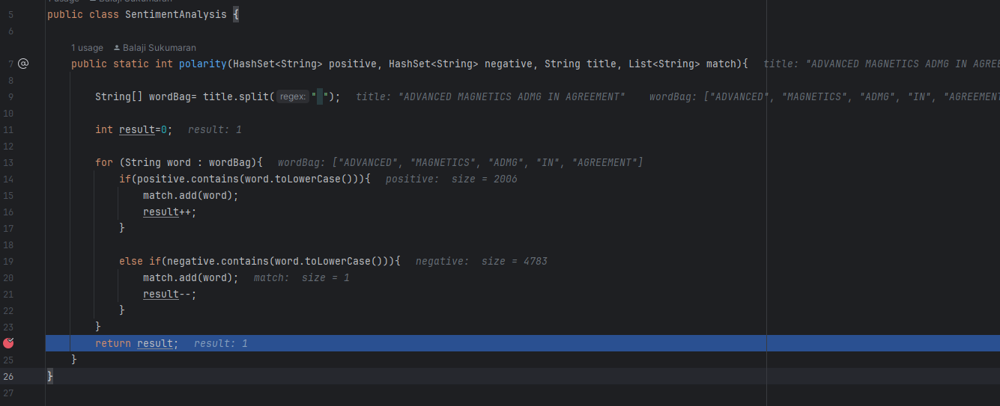 5 public class SentimentAnalysis {
6
1 usage Balaji Sukumaran
7 @ public static int polarity(HashSet<String> positive, HashSet<String> negative, String title, List<String> match){ title: "ADVANCED MAGNETICS ADMG IN AGREE
8
9 String[] wordBag= title.split( regex: " "); title: "ADVANCED MAGNETICS ADMG IN AGREEMENT" wordBag: ["ADVANCED", "MAGNETICS", "ADMG", "IN", "AGREEMENT
10
11 int result=0; result: 1
12
13 for (String word : wordBag){ wordBag: ["ADVANCED", "MAGNETICS", "ADMG", "IN", "AGREEMENT"]
14 if(positive.contains(word.toLowerCase())){ positive: size = 2006
15 match.add(word);
16 result++;
17 }
18
19 else if(negative.contains(word.toLowerCase())){ negative: size = 4783
20 match.add(word); match: size = 1
21 result--;
22 }
23 }
return result; result: 1
25 }
26 }
27